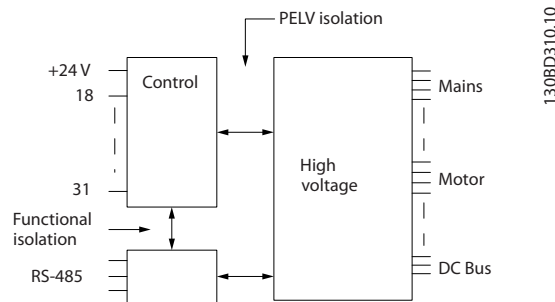 PELV isolation
130BD310.10
+24 V
18
Control
Mains
High
voltage
31
Motor
Functional
isolation
RS-485
DC Bus